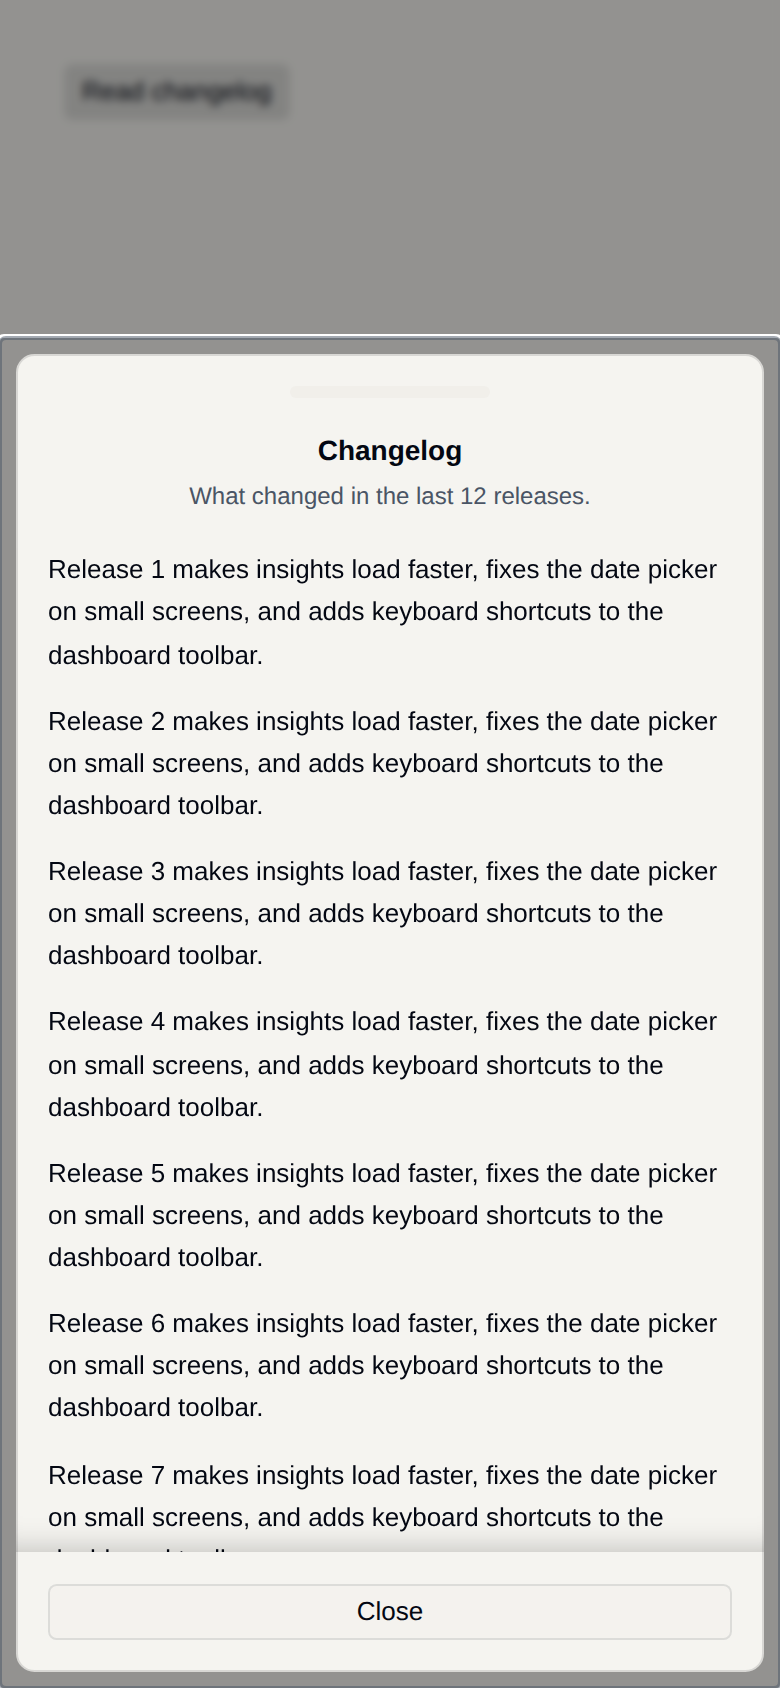 Read changelog
Changelog
What changed in the last 12 releases.
Release 1 makes insights load faster, fixes the date picker
on small screens, and adds keyboard shortcuts to the
dashboard toolbar.
Release 2 makes insights load faster, fixes the date picker
on small screens, and adds keyboard shortcuts to the
dashboard toolbar.
Release 3 makes insights load faster, fixes the date picker
on small screens, and adds keyboard shortcuts to the
dashboard toolbar.
Release 4 makes insights load faster, fixes the date picker
on small screens, and adds keyboard shortcuts to the
dashboard toolbar.
Release 5 makes insights load faster, fixes the date picker
on small screens, and adds keyboard shortcuts to the
dashboard toolbar.
Release 6 makes insights load faster, fixes the date picker
on small screens, and adds keyboard shortcuts to the
dashboard toolbar.
Release 7 makes insights load faster, fixes the date picker
on small screens, and adds keyboard shortcuts to the
Close